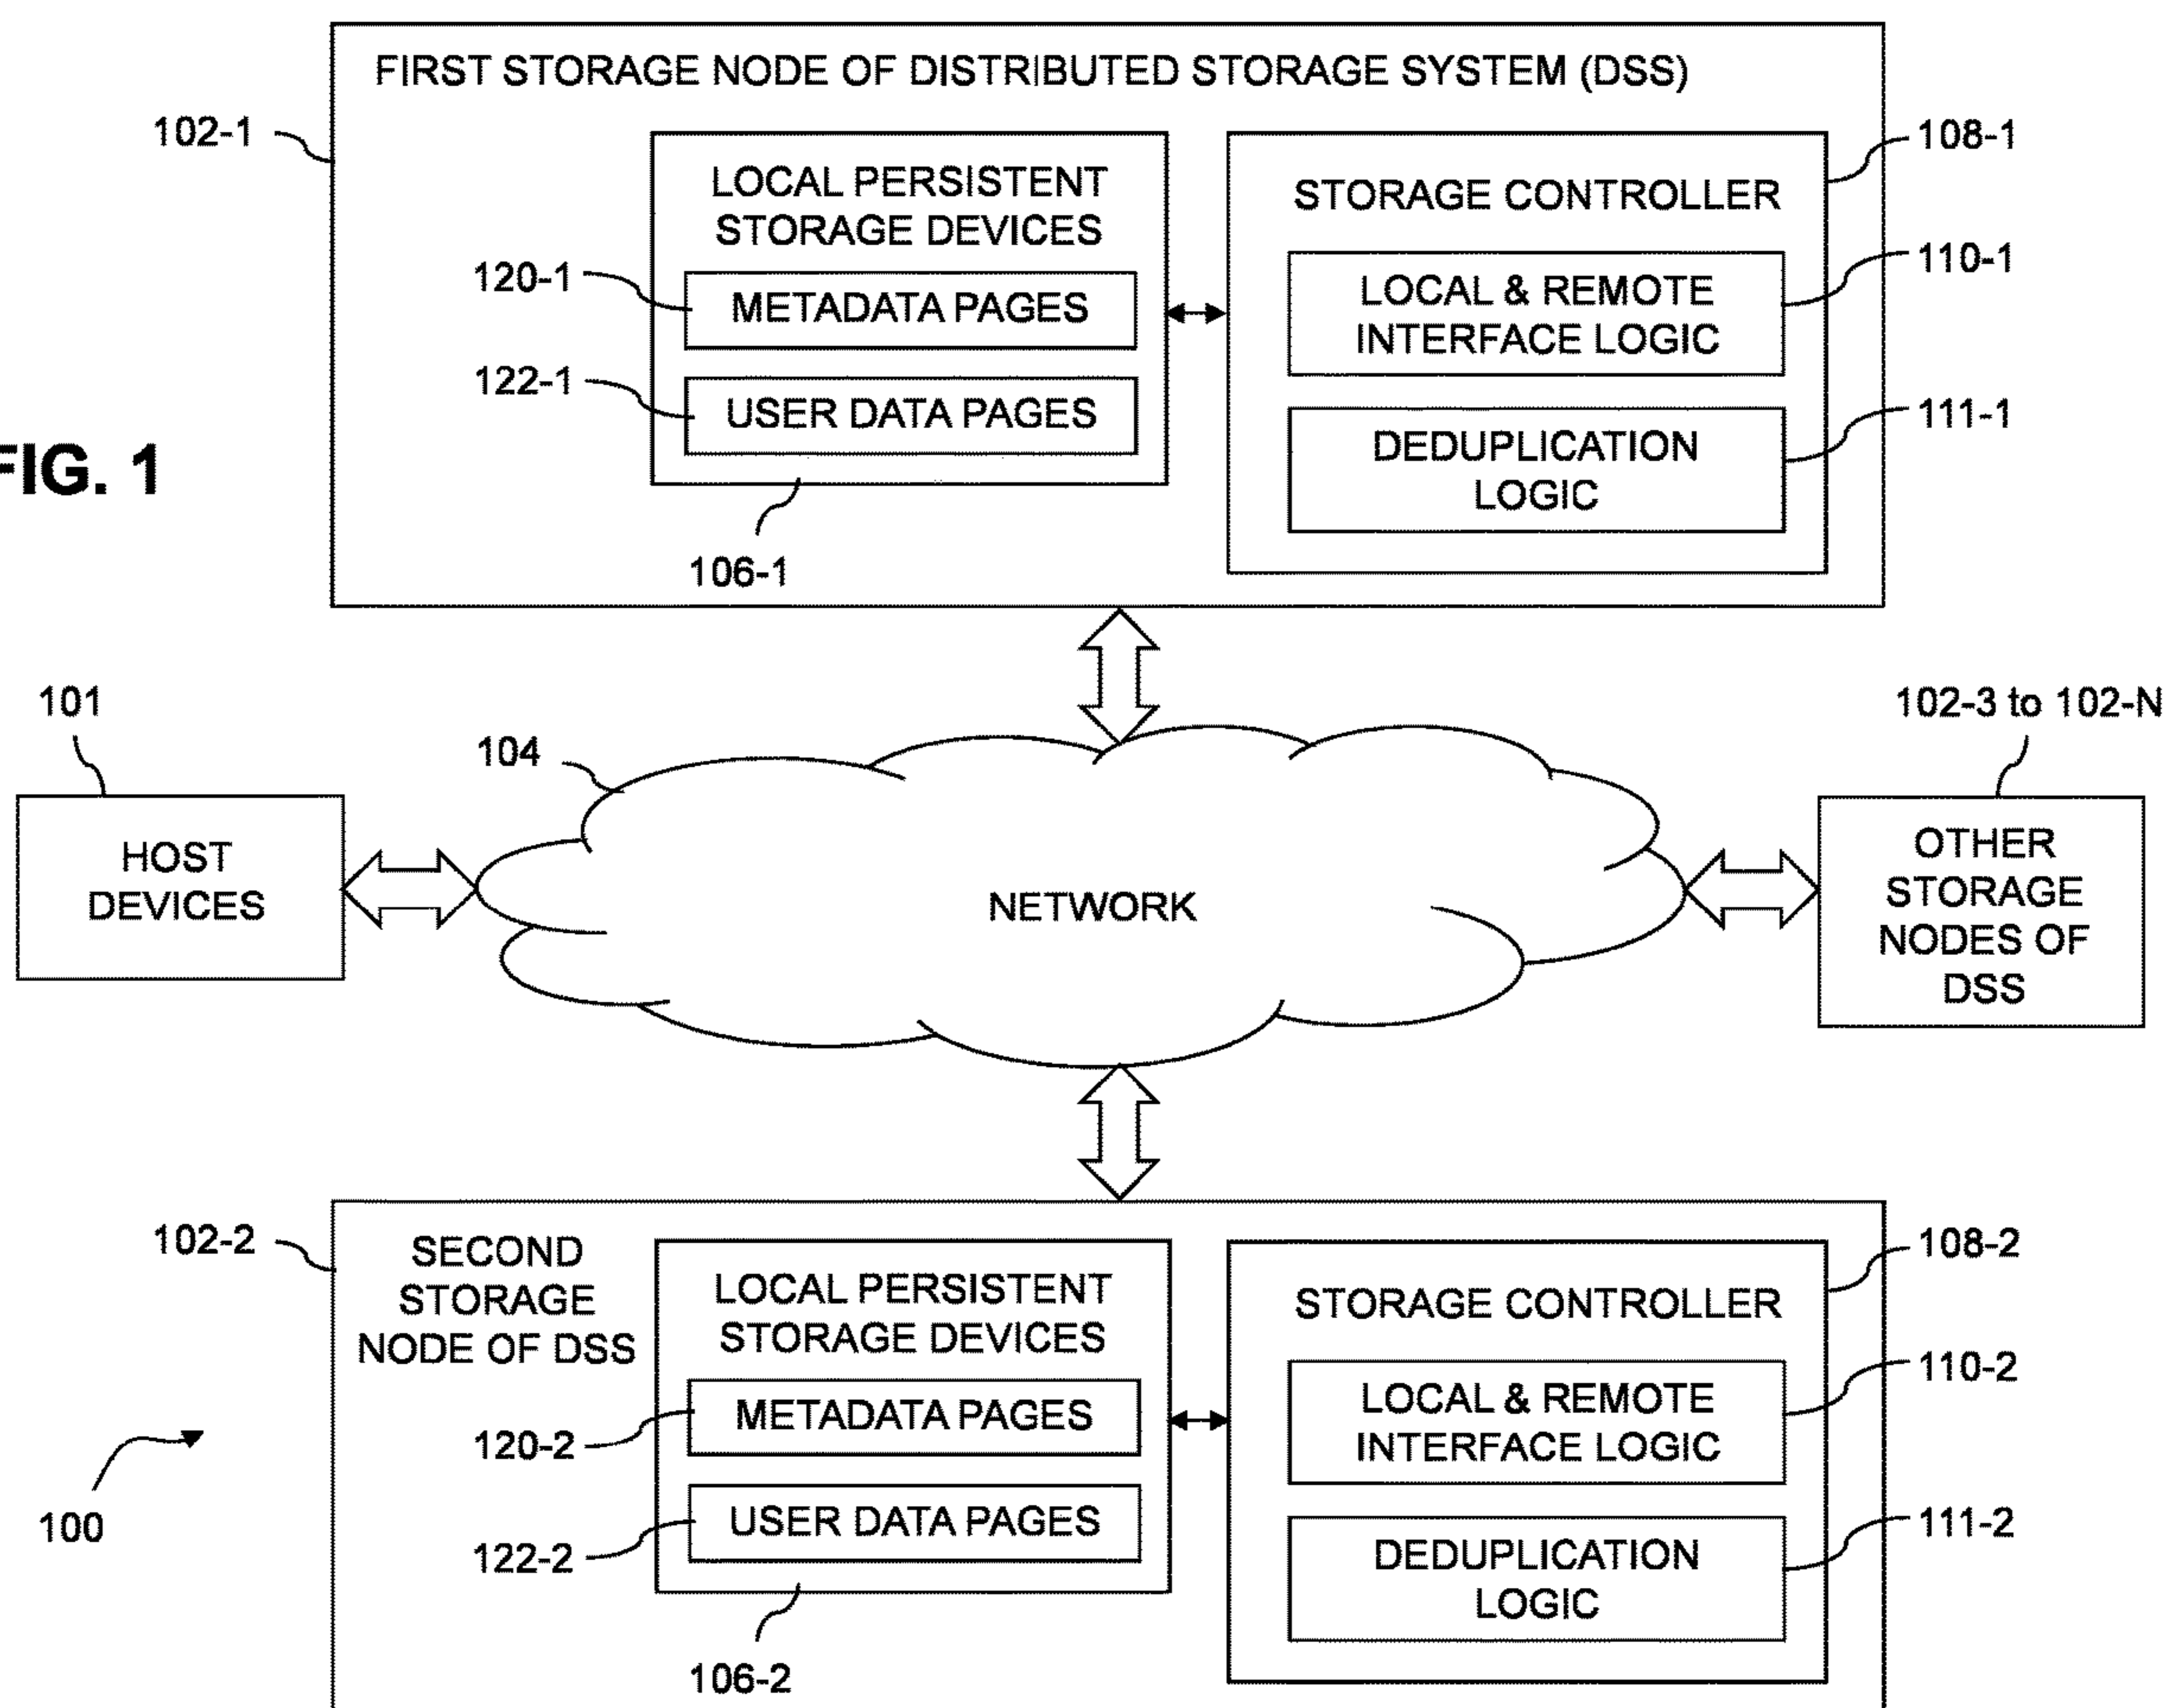 FIRST STORAGE NODE OF DISTRIBUTED STORAGE SYSTEM (DSS)
102-1
108-1
LOCAL PERSISTENT
STORAGE DEVICES
STORAGE CONTROLLER
120-1
METADATA PAGES
110-1
LOCAL & REMOTE
INTERFACE LOGIC
122-1
USER DATA PAGES
111-1
DEDUPLICATION
LOGIC
FIG. 1
106-1
101
104
102-3 to 102-N
HOST
DEVICES
NETWORK
OTHER
STORAGE
NODES OF
DSS
102-2
SECOND
STORAGE
NODE OF DSS
108-2
LOCAL PERSISTENT
STORAGE DEVICES
STORAGE CONTROLLER
METADATA PAGES
120-2
110-2
LOCAL & REMOTE
INTERFACE LOGIC
USER DATA PAGES
122-2
111-2
DEDUPLICATION
LOGIC
100
106-2